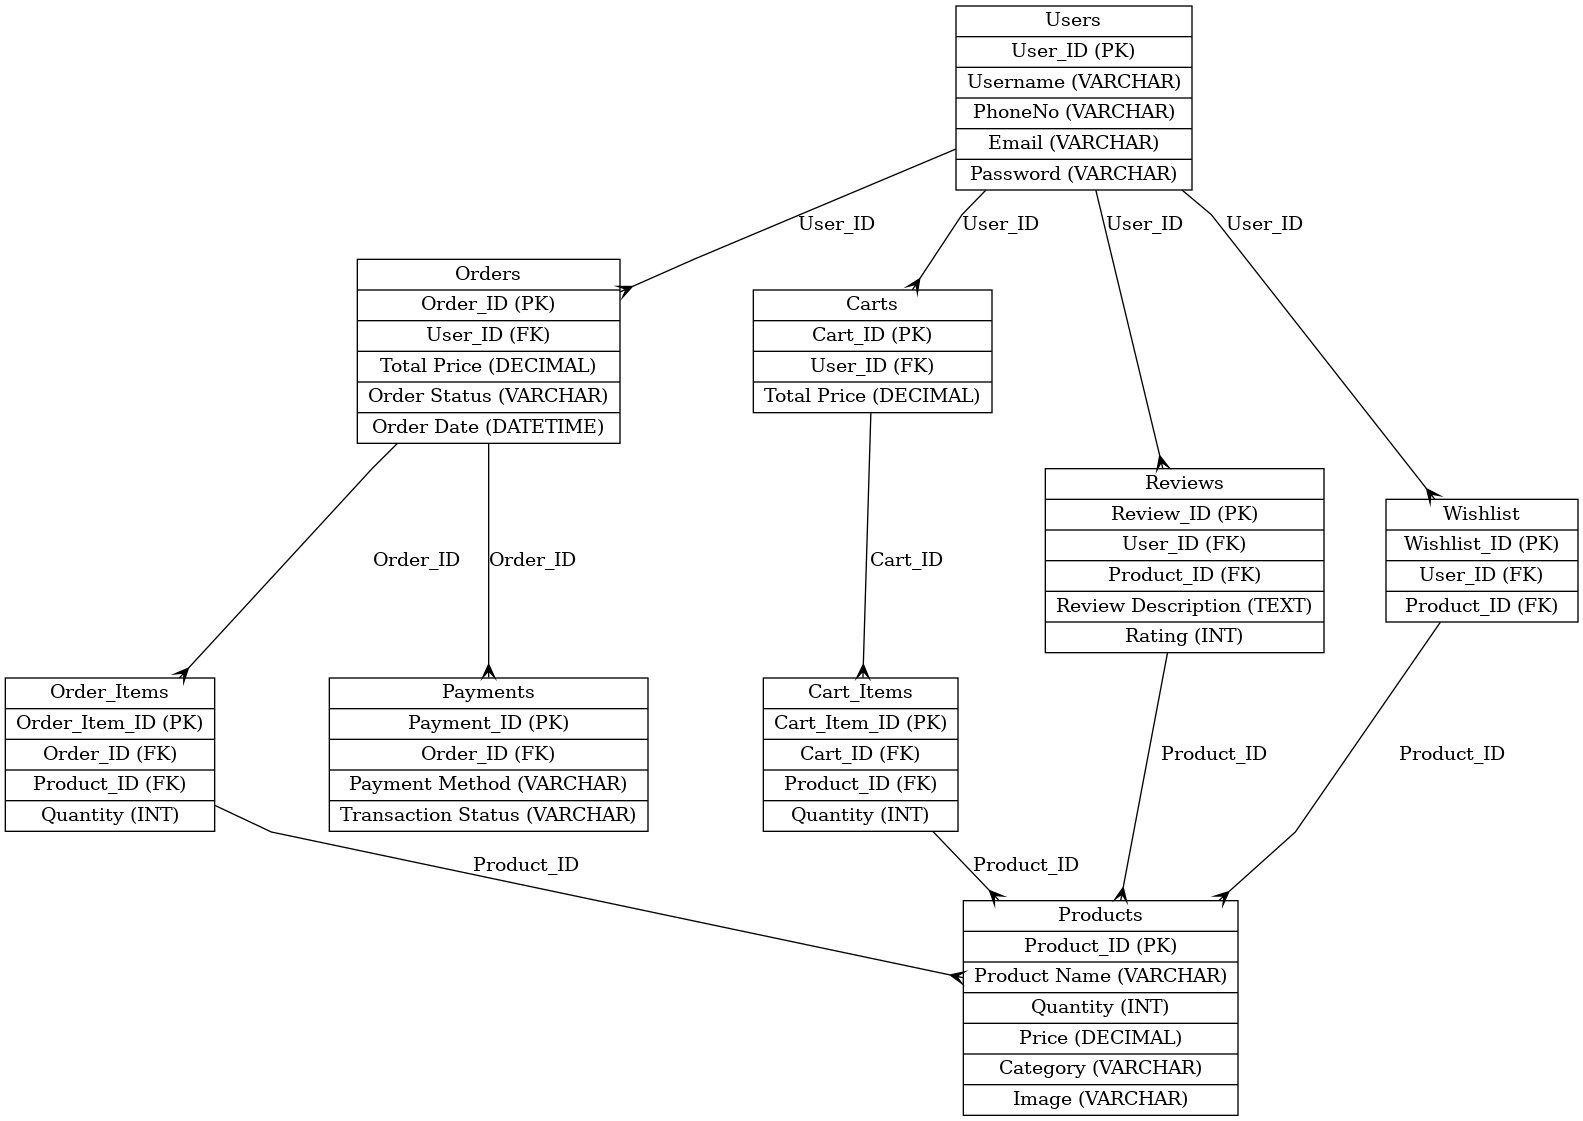 Users
User_ID (PK)
Username (VARCHAR)
PhoneNo (VARCHAR)
Email (VARCHAR)
Password (VARCHAR)
User_ID
User_ID
User_ID
User_ID
Orders
Order_ID (PK)
User_ID (FK)
Total Price (DECIMAL)
Order Status (VARCHAR)
Order Date (DATETIME)
Carts
Cart_ID (PK)
User_ID (FK)
Total Price (DECIMAL)
Reviews
Review_ID (PK)
User_ID (FK)
Product_ID (FK)
Review Description (TEXT)
Rating (INT)
Wishlist
Wishlist_ID (PK)
User_ID (FK)
Product_ID (FK)
Order_ID
Order_ID
Cart_ID
Order_Items
Order_Item_ID (PK)
Order_ID (FK)
Product_ID (FK)
Quantity (INT)
Payments
Payment_ID (PK)
Order_ID (FK)
Payment Method (VARCHAR)
Transaction Status (VARCHAR)
Cart_Items
Cart_Item_ID (PK)
Cart_ID (FK)
Product_ID (FK)
Quantity (INT)
Product_ID
Product_ID
Product_ID
Product_ID
Products
Product_ID (PK)
Product Name (VARCHAR)
Quantity (INT)
Price (DECIMAL)
Category (VARCHAR)
Image (VARCHAR)